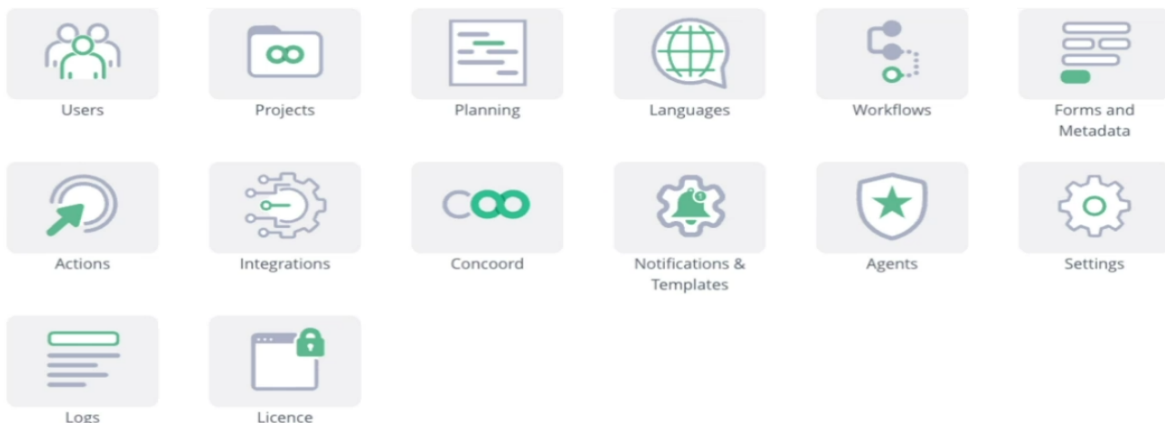 Users
Projects
Planning
Languages
Workflows
Forms and
Metadata
Actions
Integrations
Concoord
Notifications &
Templates
Agents
Settings
Logs
Licence